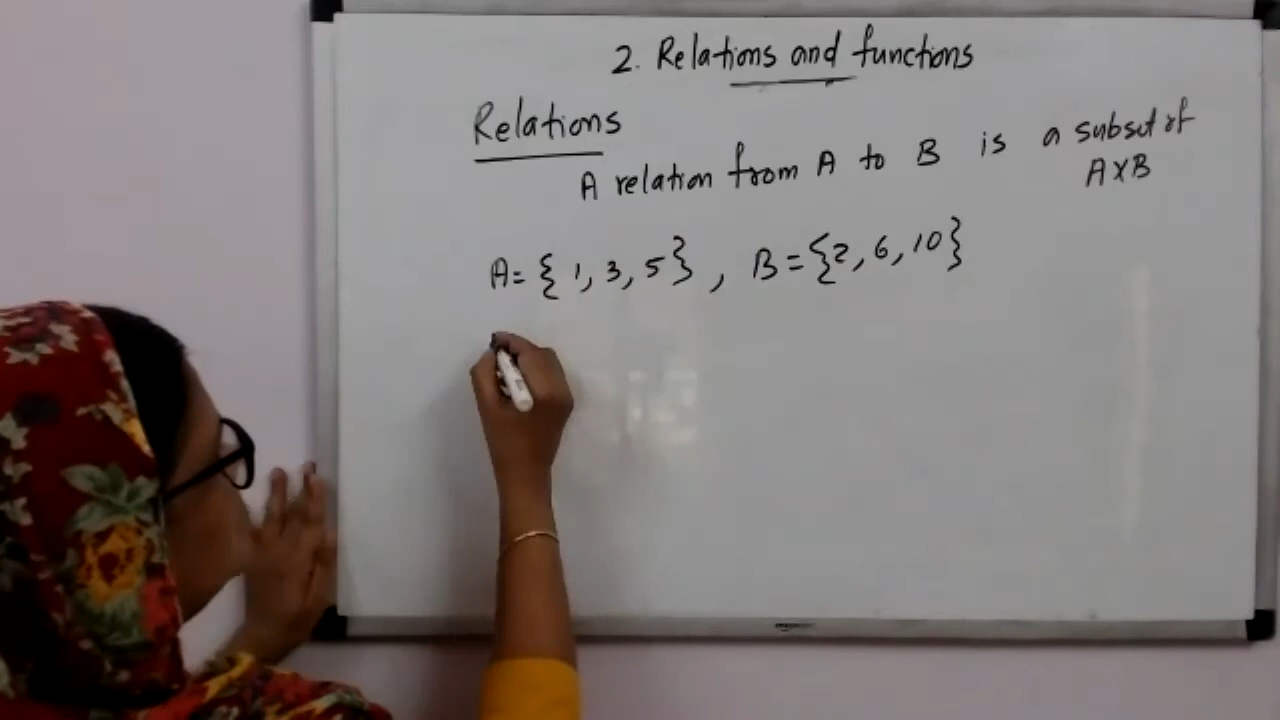 2. Relations and functions
Relations
A relation from A to B is a subset of
A×B
A = { 1, 3, 5 } , B = {2, 6, 10}